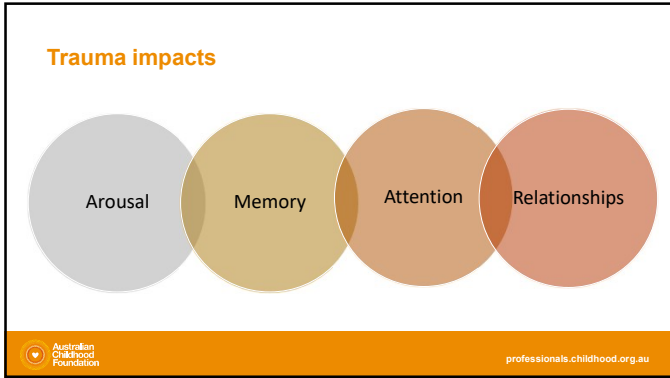 Trauma impacts
Arousal
Memory
Attention
Relationships
Australian
Childhood
Foundation
professionals.childhood.org.au